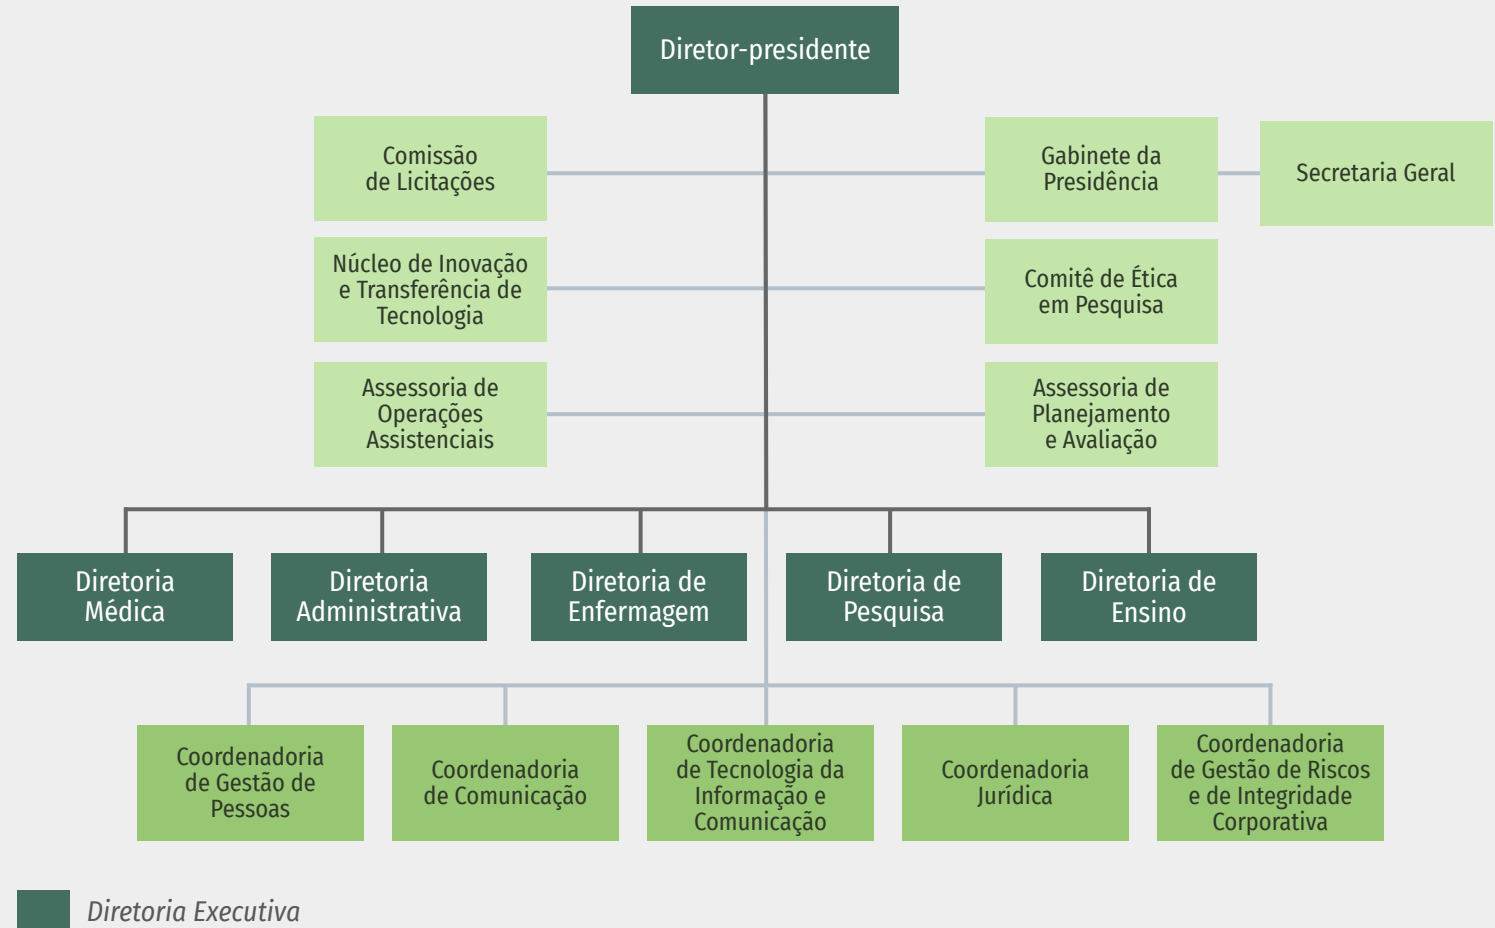 Diretor-presidente
Comissão
de Licitações
Gabinete da
Presidência
Secretaria Geral
Núcleo de Inovação
e Transferência de
Tecnologia
Comitê de Ética
em Pesquisa
Assessoria de
Operações
Assistenciais
Assessoria de
Planejamento
e Avaliação
Diretoria
Médica
Diretoria
Administrativa
Diretoria de
Enfermagem
Diretoria de
Pesquisa
Diretoria de
Ensino
Coordenadoria
de Gestão de
Pessoas
Coordenadoria
de Comunicação
Coordenadoria
de Tecnologia da
Informação e
Comunicação
Coordenadoria
Jurídica
Coordenadoria
de Gestão de Riscos
e de Integridade
Corporativa
Diretoria Executiva